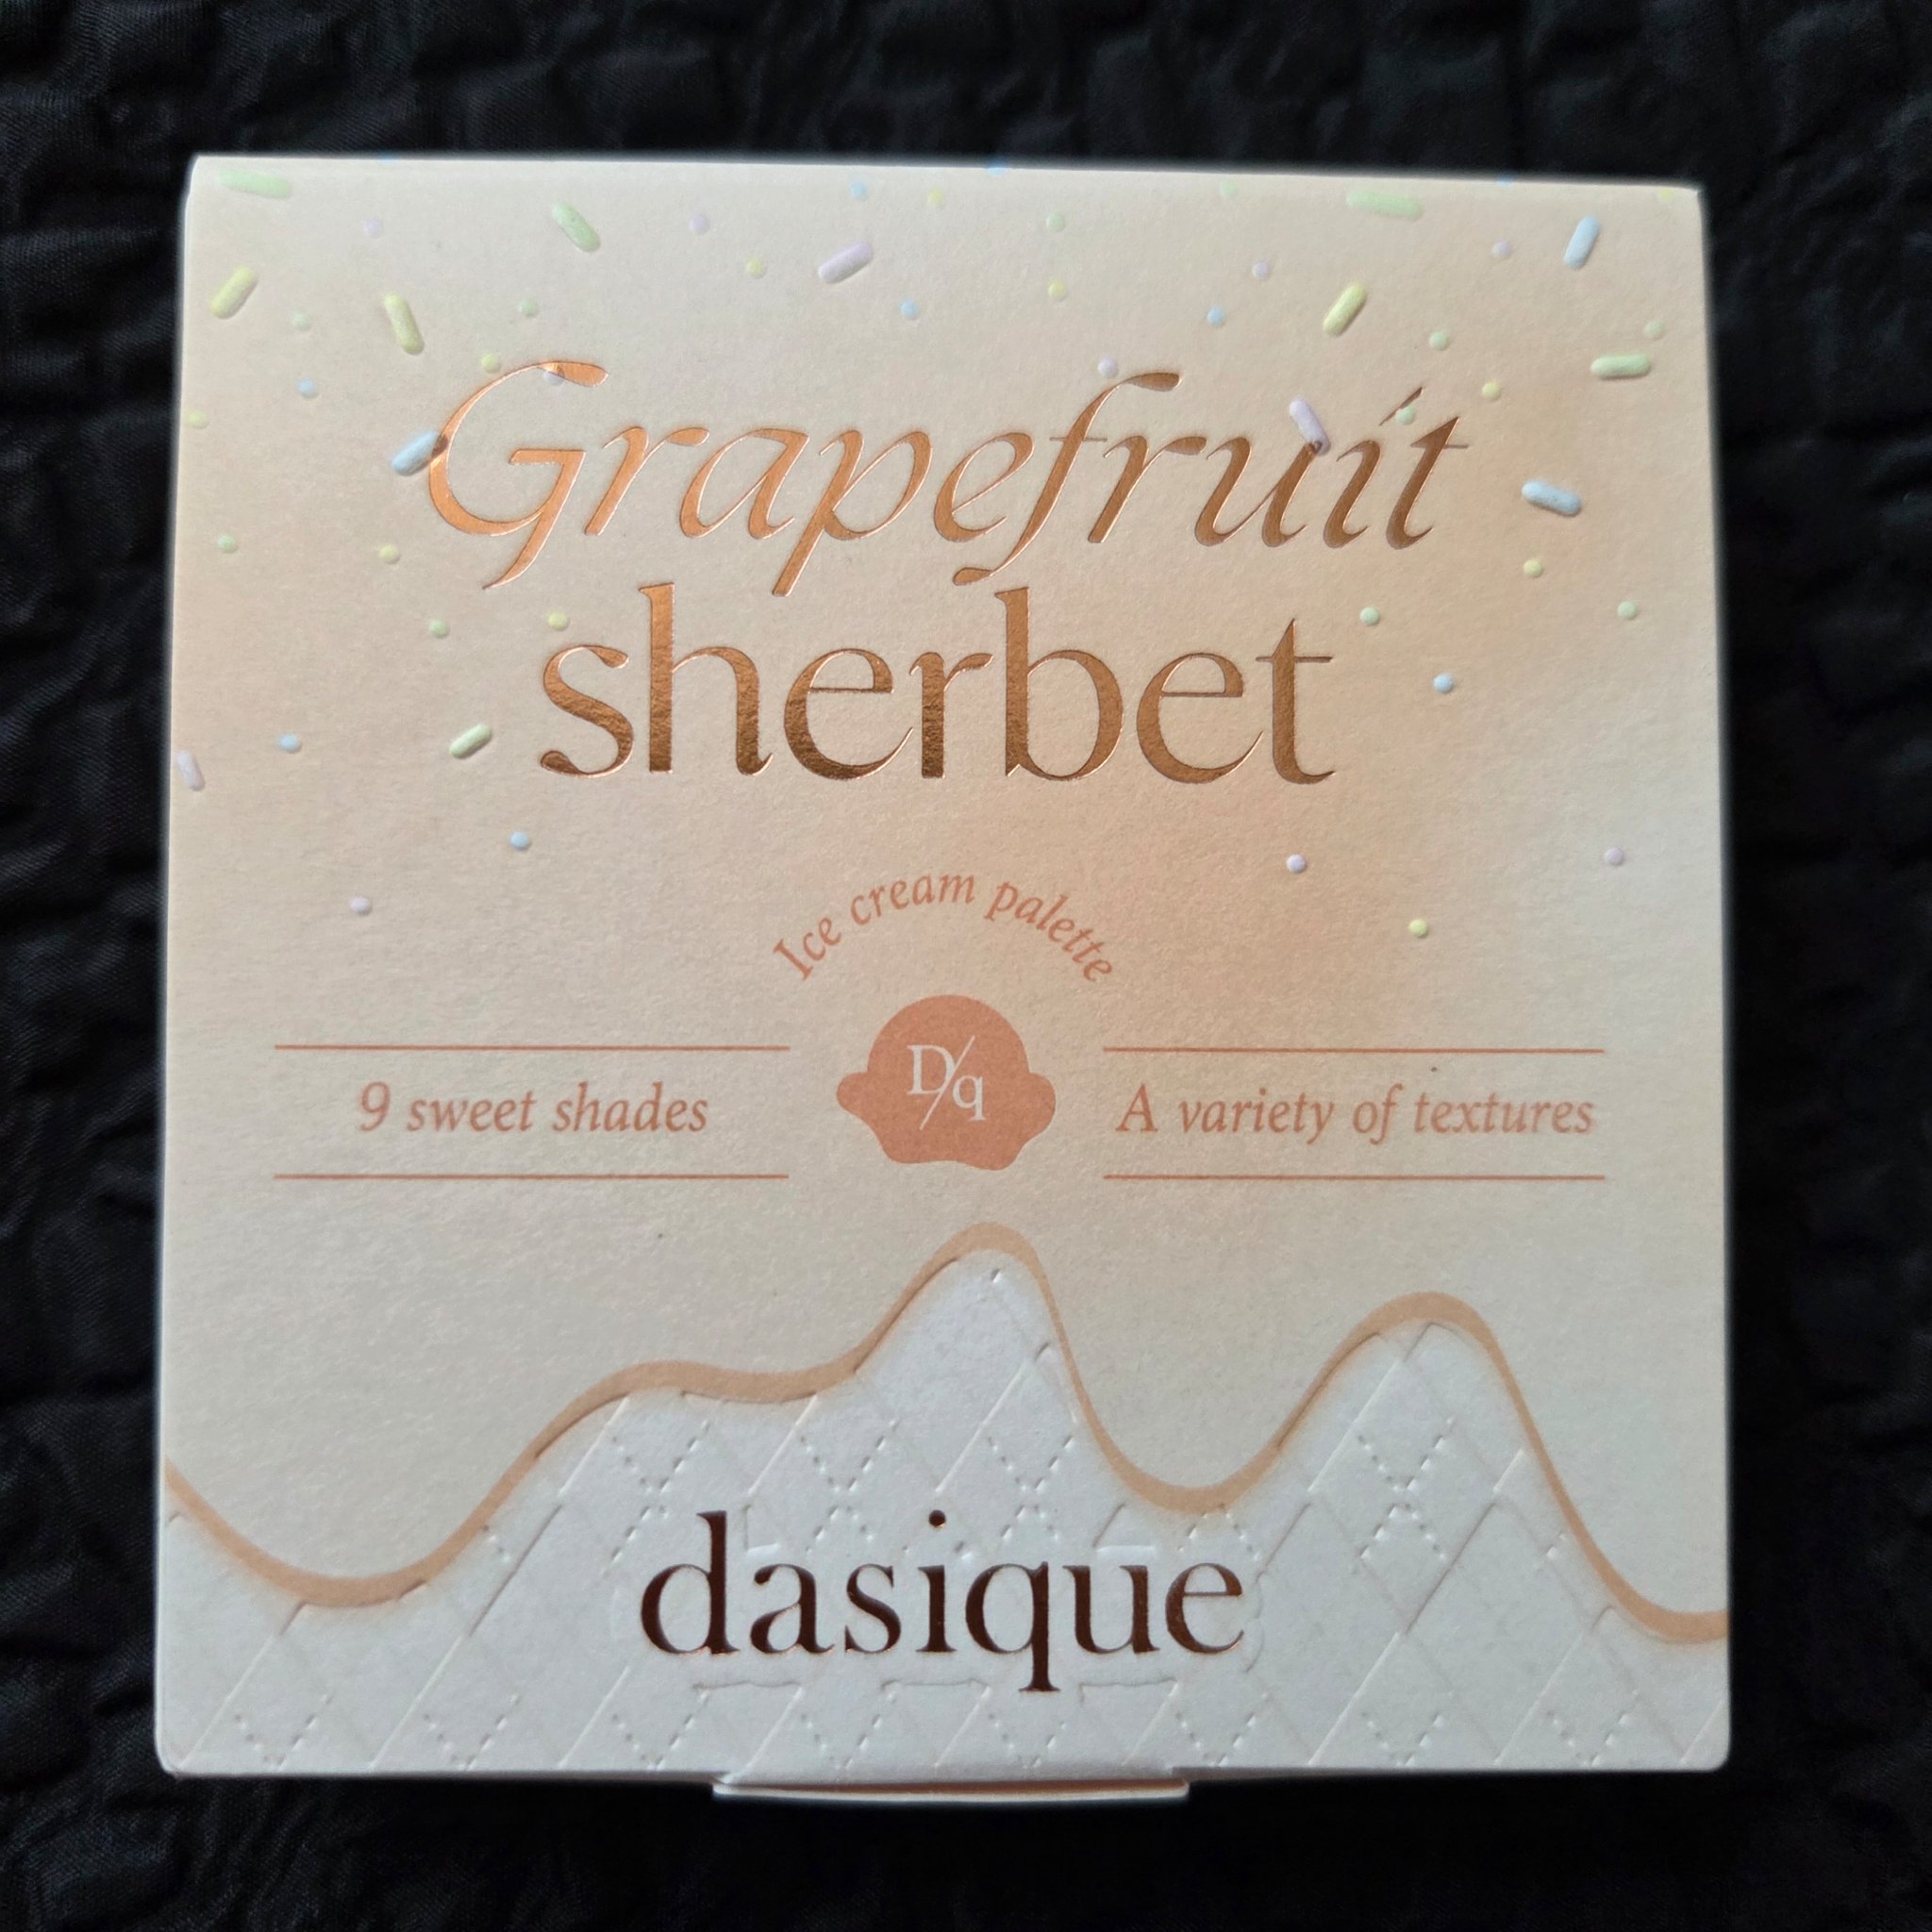 Grapefruit
sherbet
Ice cream palette
9 sweet shades
D/q
A variety of textures
dasique